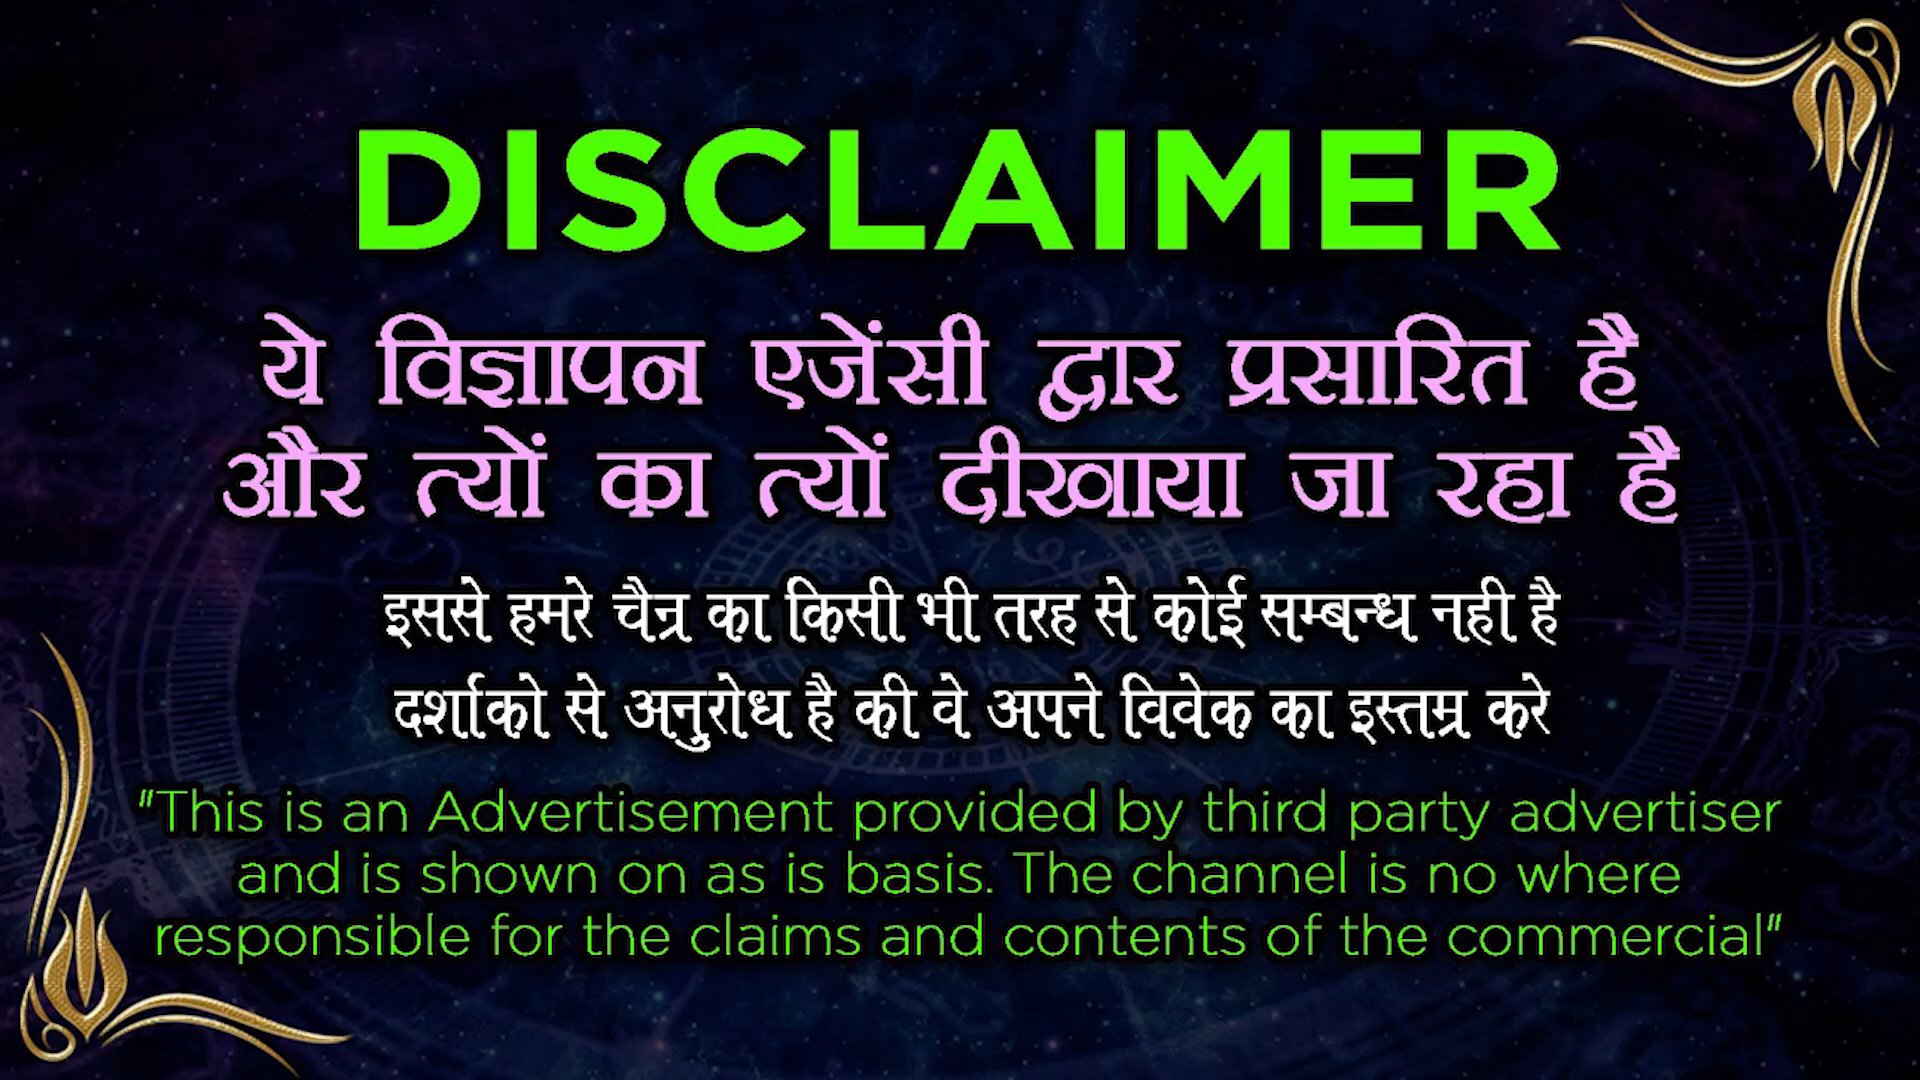 DISCLAIMER
ये विज्ञापन एजेंसी द्वार प्रसारित है
और त्यों का त्यों दीखाया जा रहा है
इससे हमरे चैन्र का किसी भी तरह से कोई सम्बन्ध नही है
दर्शाको से अनुरोध है की वे अपने विवेक का इस्तम्र करे
"This is an Advertisement provided by third party advertiser
and is shown on as is basis. The channel is no where
responsible for the claims and contents of the commercial"